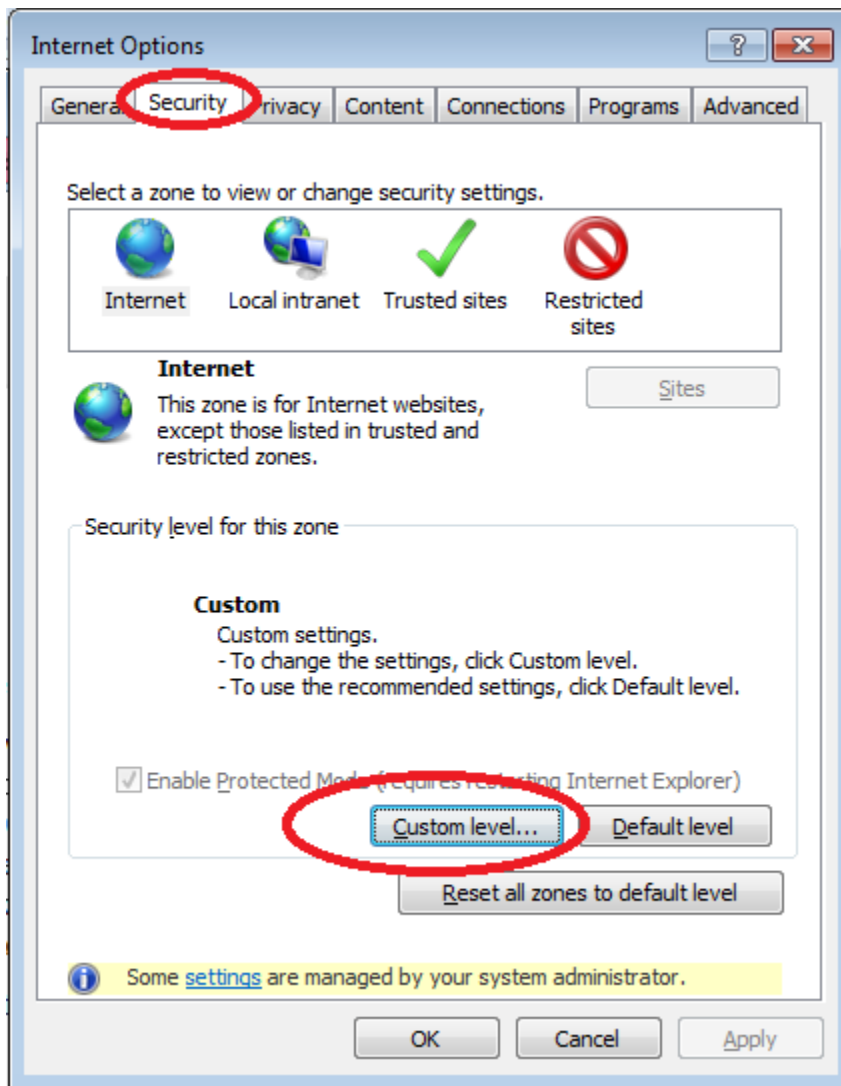 Internet Options
General Security Privacy Content Connections Programs Advanced
Select a zone to view or change security settings.
Internet Local intranet Trusted sites Restricted
sites
Internet
Sites
This zone is for Internet websites,
except those listed in trusted and
restricted zones.
Security level for this zone
Custom
Custom settings.
- To change the settings, click Custom level.
- To use the recommended settings, click Default level.
Enable Protected Mode (requires restarting Internet Explorer)
Custom level... Default level
Reset all zones to default level
Some settings are managed by your system administrator.
OK Cancel Apply